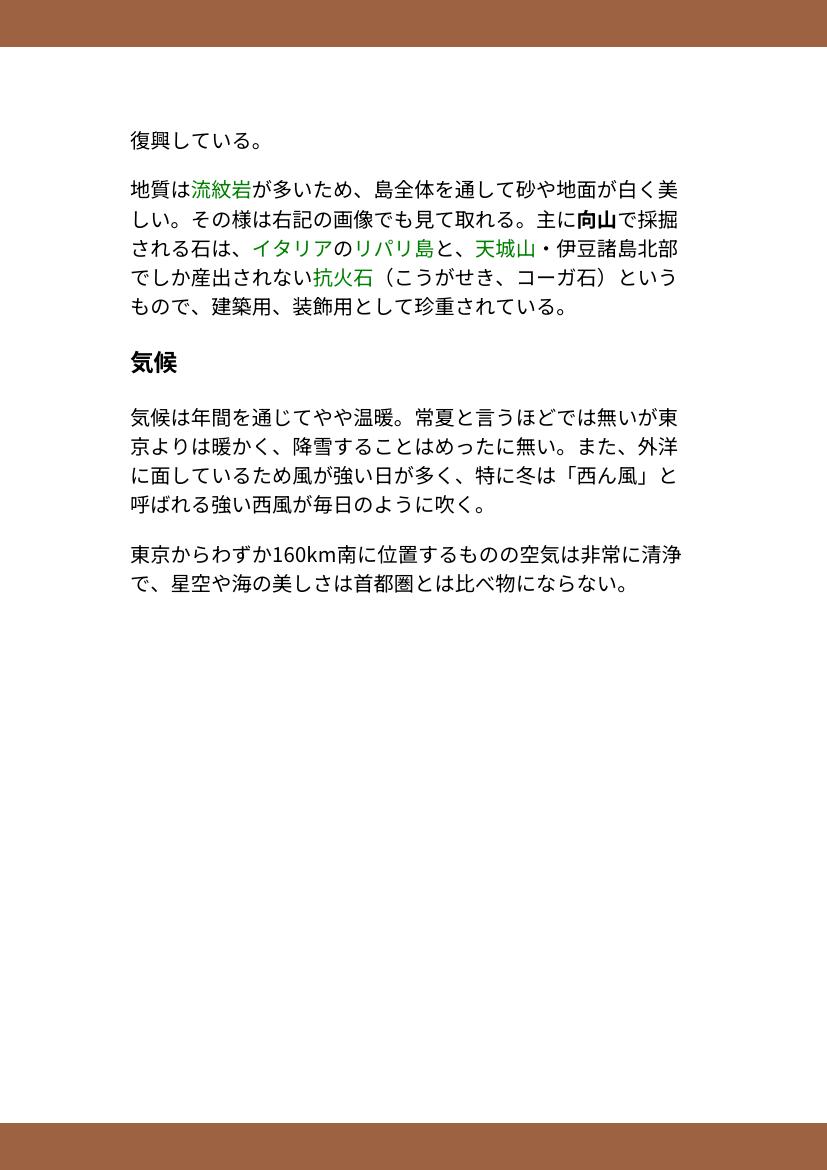 復興している。
地質は流紋岩が多いため、島全体を通して砂や地面が白く美
しい。その様は右記の画像でも見て取れる。主に向山で採掘
される石は、イタリアのリパリ島と、天城山・伊豆諸島北部
でしか産出されない抗火石（こうがせき、コーガ石）という
もので、建築用、装飾用として珍重されている。
気候
気候は年間を通じてやや温暖。常夏と言うほどでは無いが東
京よりは暖かく、降雪することはめったに無い。また、外洋
に面しているため風が強い日が多く、特に冬は「西ん風」と
呼ばれる強い西風が毎日のように吹く。
東京からわずか160km南に位置するものの空気は非常に清浄
で、星空や海の美しさは首都圏とは比べ物にならない。